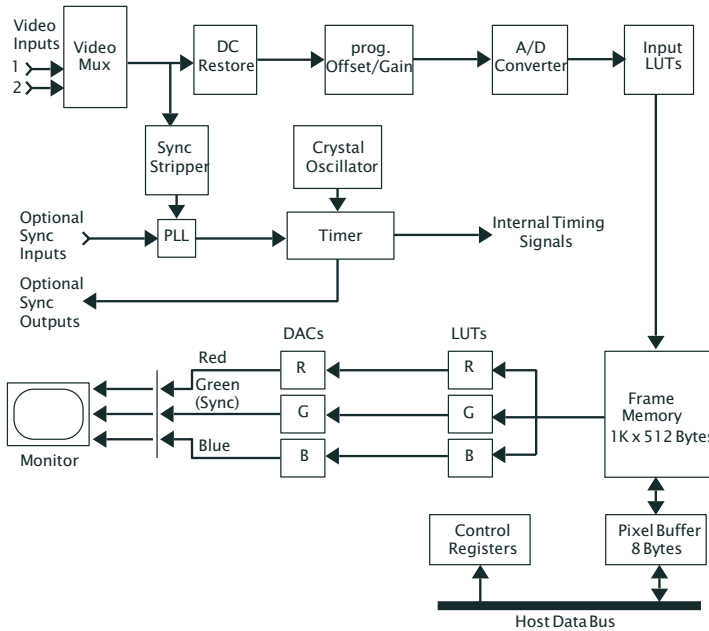 Video
Inputs
1
2
Video
Mux
DC
Restore
prog.
Offset/Gain
A/D
Converter
Input
LUTs
Sync
Stripper
Crystal
Oscillator
Optional
Sync
Inputs
PLL
Timer
Internal Timing
Signals
Optional
Sync
Outputs
DACs
LUTs
Red
R
R
Green
(Sync)
G
G
Blue
B
B
Monitor
Frame
Memory
1K x 512 Bytes
Control
Registers
Pixel Buffer
8 Bytes
Host Data Bus